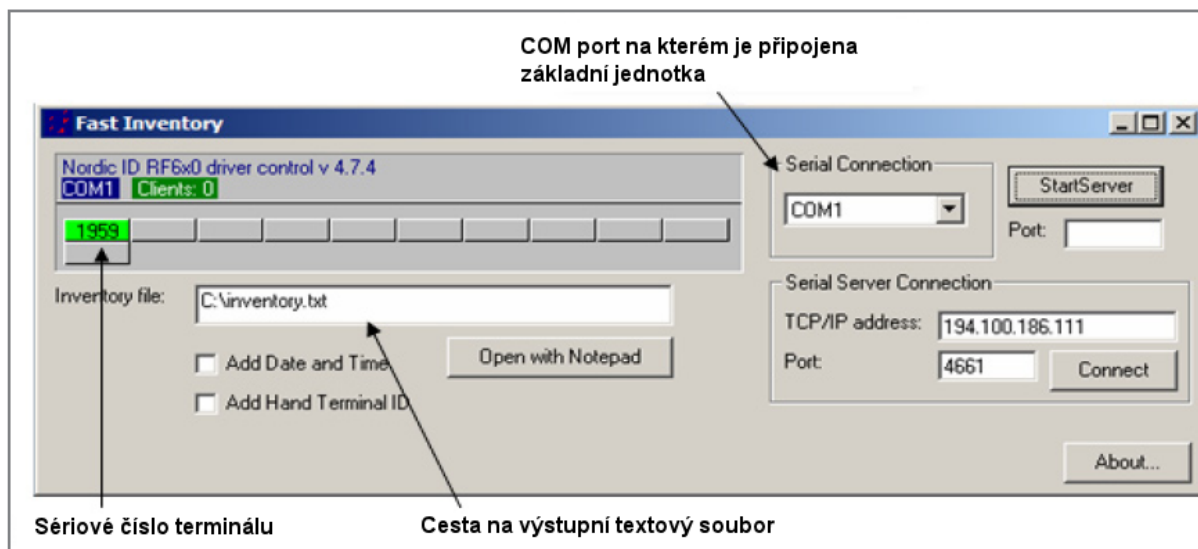 COM port na kterém je připojena
základní jednotka
Fast Inventory
Nordic ID RF6x0 driver control v 4.7.4
COM1 Clients: 0
1959
Inventory file:
C:\inventory.txt
Add Date and Time
Add Hand Terminal ID
Open with Notepad
Serial Connection
COM1
StartServer
Port:
Serial Server Connection
TCP/IP address:
194.100.186.111
Port:
4661
Connect
About...
Sériové číslo terminálu
Cesta na výstupní textový soubor